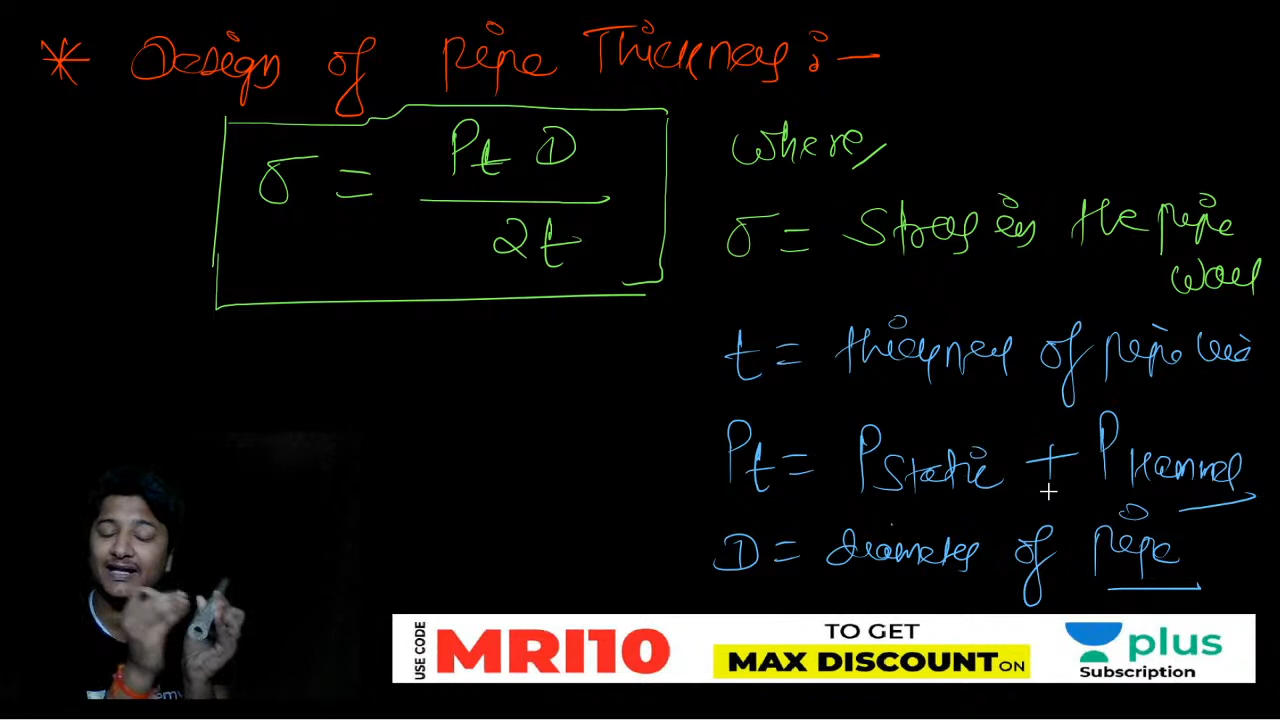 * Design of pipe Thickness :-
σ = Pt D / 2t
where,
σ = Stress in the pipe
wall
t = thickness of pipe
Pt = Pstatic + PHammer
D = diameter of pipe
USE CODE
MRI10
TO GET
MAX DISCOUNT ON
plus
Subscription